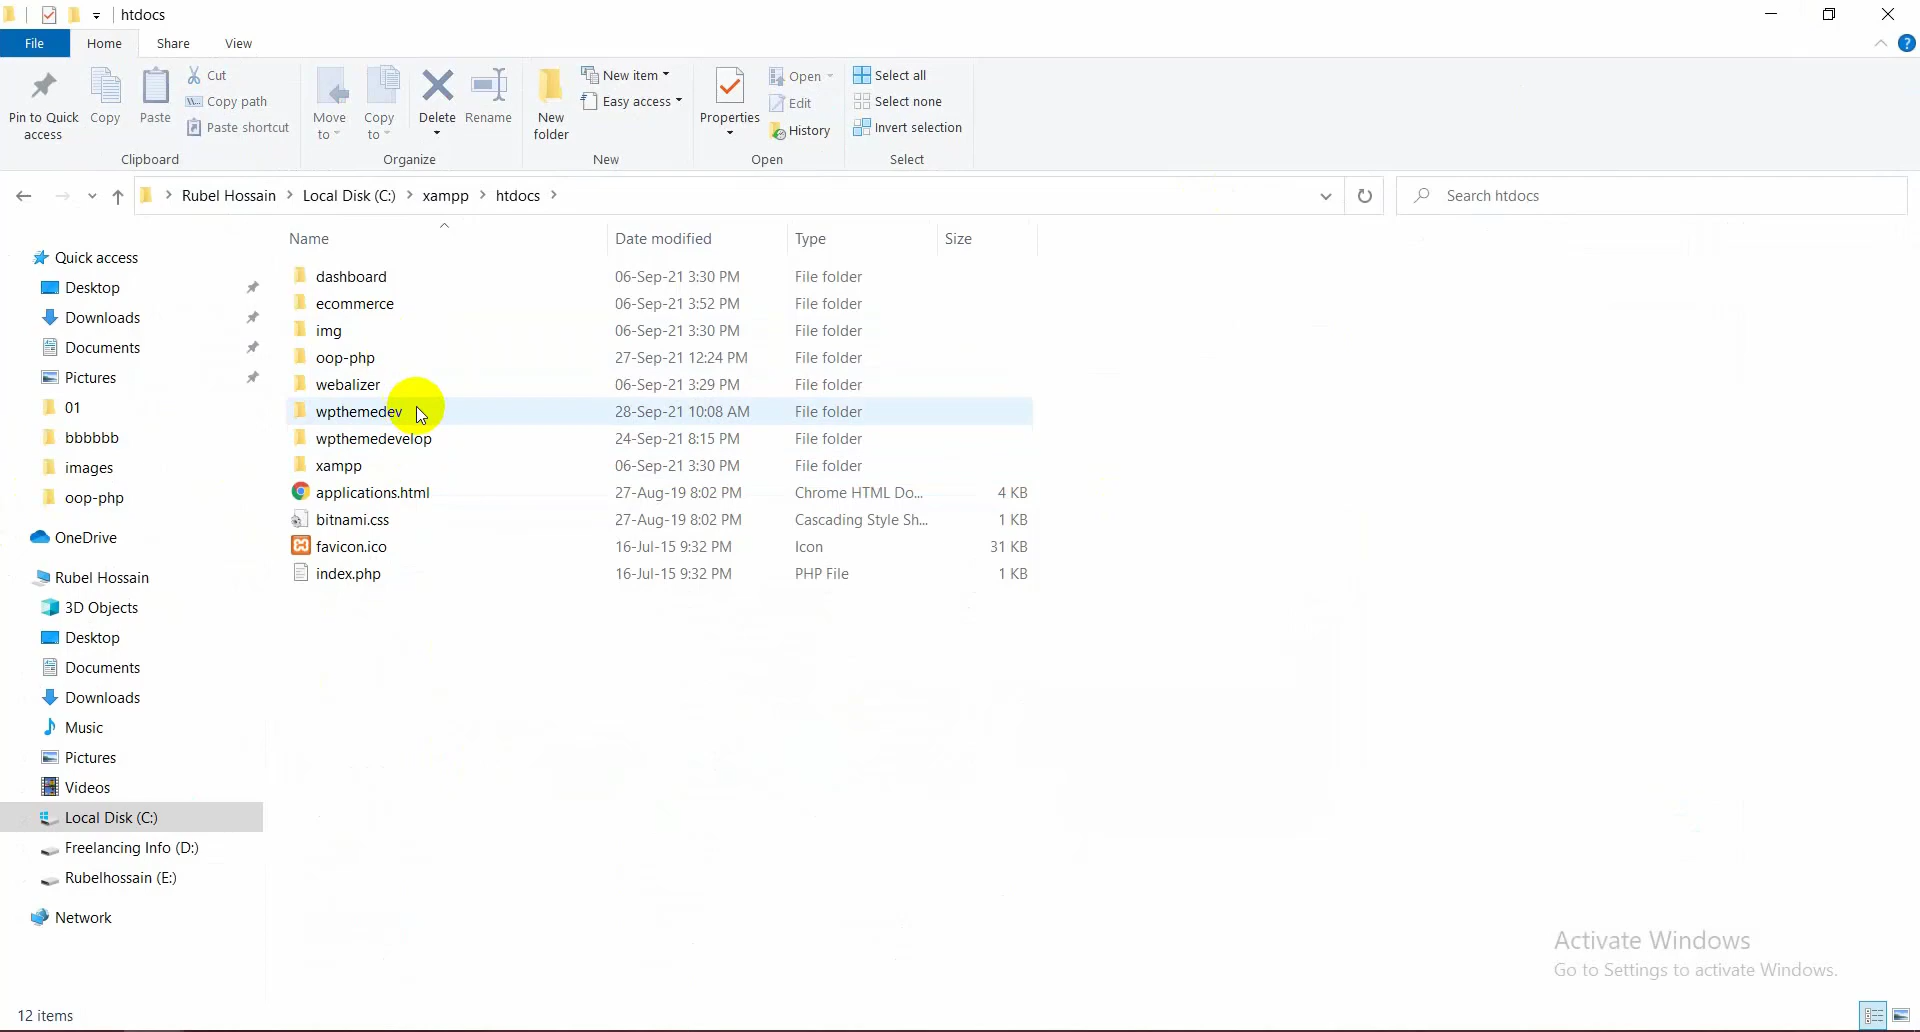 htdocs
File Home Share View
Pin to Quick access
Copy
Paste
Cut
Copy path
Paste shortcut
Clipboard
Move to
Copy to
Delete
Rename
Organize
New folder
New item
Easy access
New
Properties
Open
Edit
History
Open
Select all
Select none
Invert selection
Select
Rubel Hossain Local Disk (C:) xampp htdocs
Search htdocs
Quick access
Desktop
Downloads
Documents
Pictures
01
bbbbbb
images
oop-php
OneDrive
Rubel Hossain
3D Objects
Desktop
Documents
Downloads
Music
Pictures
Videos
Local Disk (C:)
Freelancing Info (D:)
Rubelhossain (E:)
Network
Name Date modified Type Size
dashboard 06-Sep-21 3:30 PM File folder
ecommerce 06-Sep-21 3:52 PM File folder
img 06-Sep-21 3:30 PM File folder
oop-php 27-Sep-21 12:24 PM File folder
webalizer 06-Sep-21 3:29 PM File folder
wpthemedev 28-Sep-21 10:08 AM File folder
wpthemedevelop 24-Sep-21 8:15 PM File folder
xampp 06-Sep-21 3:30 PM File folder
applications.html 27-Aug-19 8:02 PM Chrome HTML Do... 4 KB
bitnami.css 27-Aug-19 8:02 PM Cascading Style Sh... 1 KB
favicon.ico 16-Jul-15 9:32 PM Icon 31 KB
index.php 16-Jul-15 9:32 PM PHP File 1 KB
Activate Windows
Go to Settings to activate Windows.
12 items